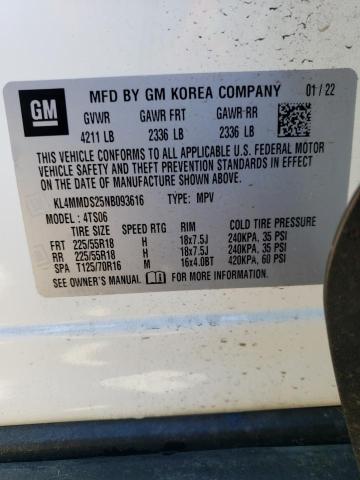 GM
MFD BY GM KOREA COMPANY 01/22
GVWR GAWR FRT GAWR RR
4211 LB 2336 LB 2336 LB
THIS VEHICLE CONFORMS TO ALL APPLICABLE U.S. FEDERAL MOTOR
VEHICLE SAFETY, BUMPER, AND THEFT PREVENTION STANDARDS IN
EFFECT ON THE DATE OF MANUFACTURE SHOWN ABOVE.
KL4MMDS25NB093616 TYPE: MPV
MODEL: 4TS06
TIRE SIZE SPEED RTG RIM COLD TIRE PRESSURE
FRT 225/55R18 H 18x7.5J 240KPA, 35 PSI
RR 225/55R18 H 18x7.5J 240KPA, 35 PSI
SPA T125/70R16 M 16x4.0BT 420KPA, 60 PSI
SEE OWNER'S MANUAL FOR MORE INFORMATION